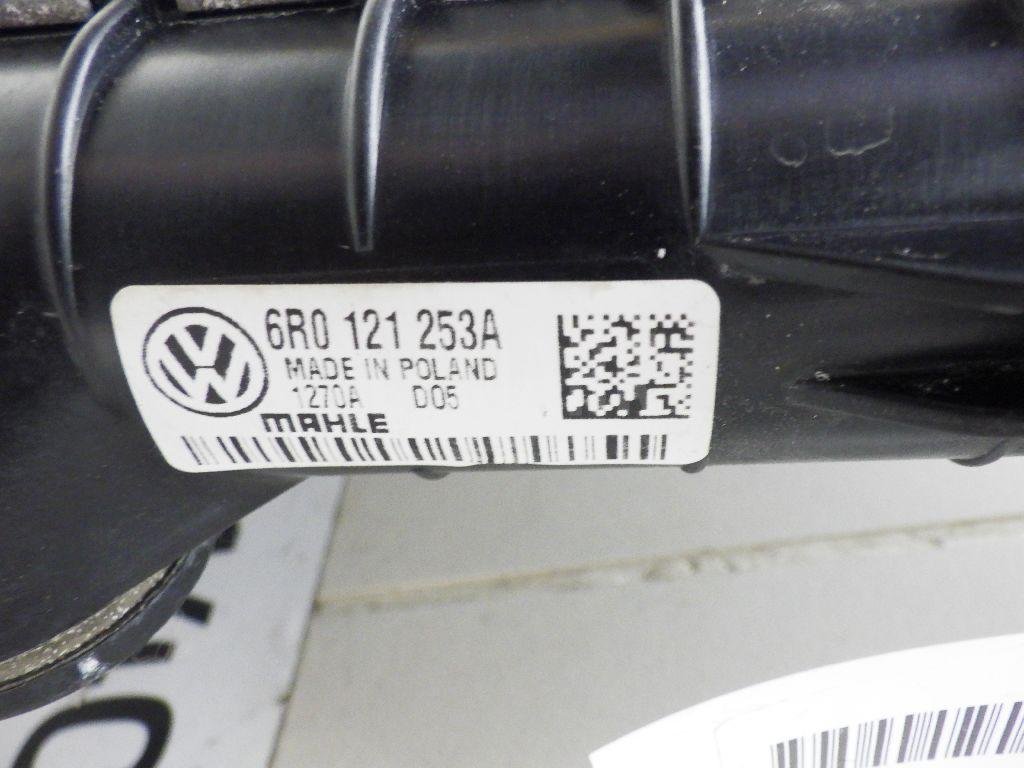 6R0 121 253A
MADE IN POLAND
1270A D05
MAHLE